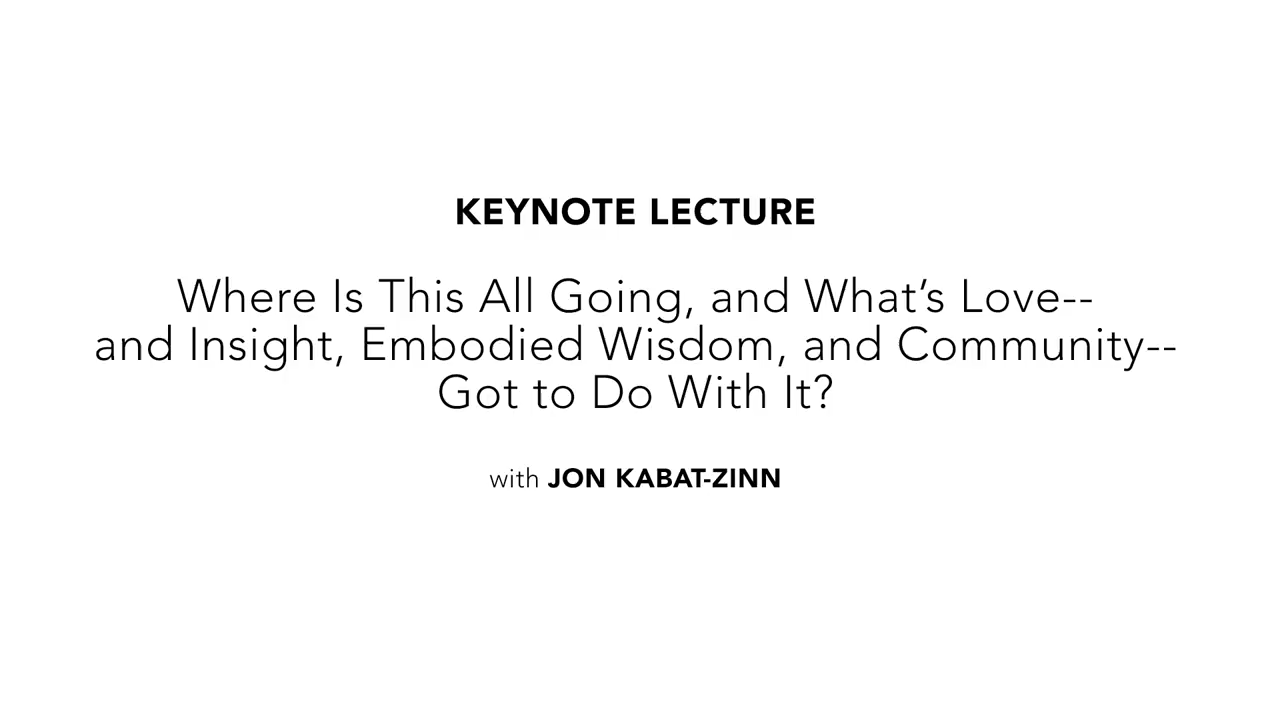 KEYNOTE LECTURE
Where Is This All Going, and What’s Love--
and Insight, Embodied Wisdom, and Community--
Got to Do With It?
with JON KABAT-ZINN